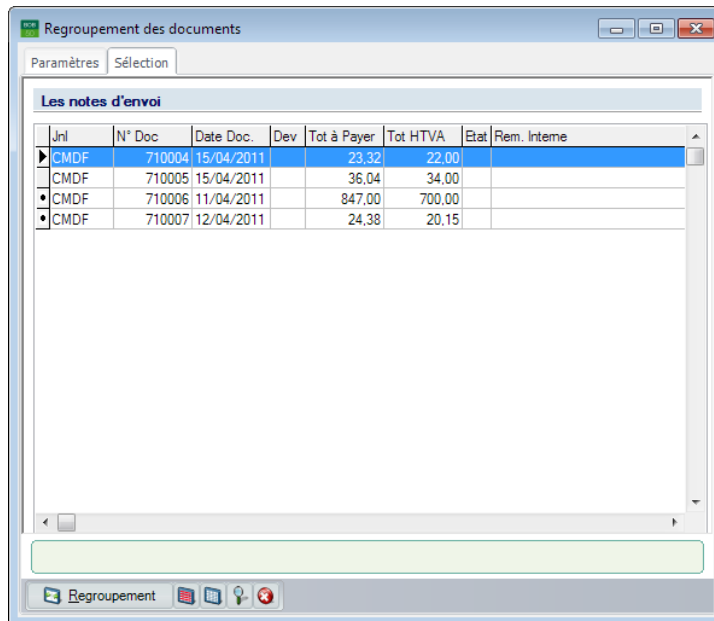 BOB 50 Regroupement des documents
Paramètres Sélection
Les notes d'envoi
Jnl N° Doc Date Doc. Dev Tot à Payer Tot HTVA Etat Rem. Interne
CMDF 710004 15/04/2011 23,32 22,00
CMDF 710005 15/04/2011 36,04 34,00
CMDF 710006 11/04/2011 847,00 700,00
CMDF 710007 12/04/2011 24,38 20,15
Regroupement